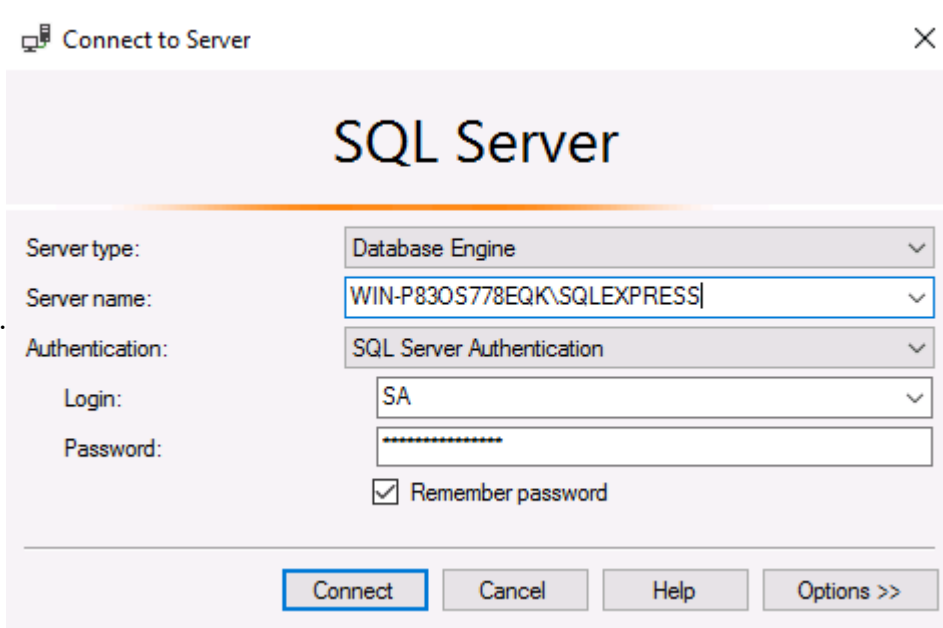 Connect to Server
SQL Server
Server type: Database Engine
Server name: WIN-P83OS778EQK\SQLEXPRESS
Authentication: SQL Server Authentication
Login: SA
Password: ***************
Remember password
Connect Cancel Help Options >>